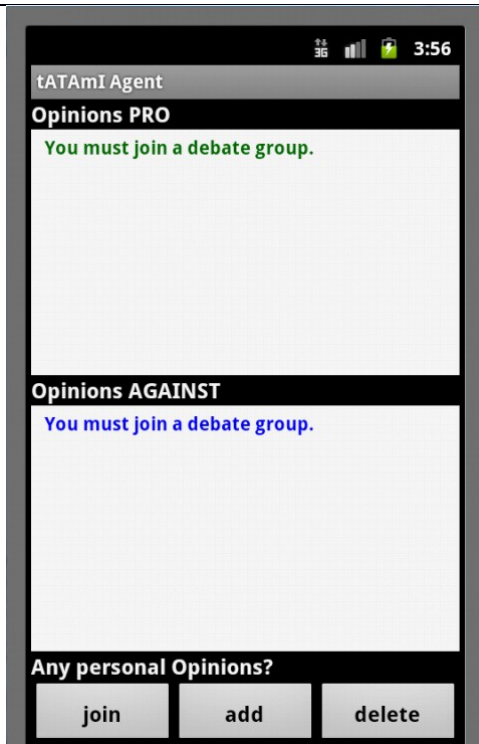 3G 3:56
tATAmI Agent
Opinions PRO
You must join a debate group.
Opinions AGAINST
You must join a debate group.
Any personal Opinions?
join add delete